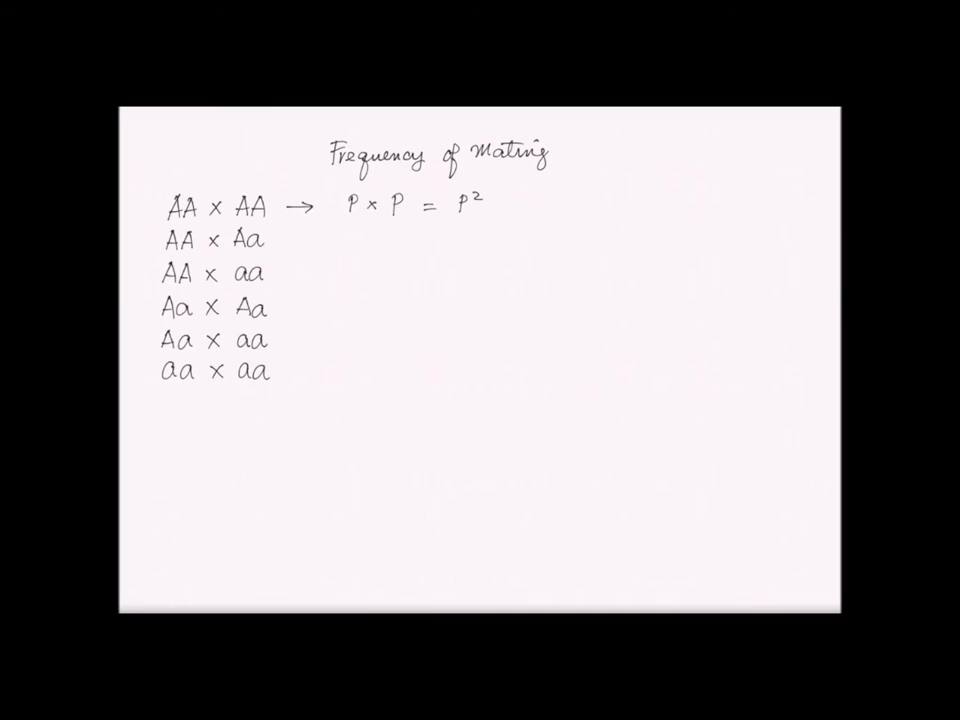 Frequency of Mating
AA x AA → P x P = P²
AA x Aa
AA x aa
Aa x Aa
Aa x aa
aa x aa